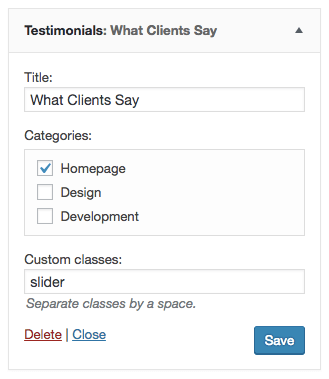 Testimonials: What Clients Say
Title:
What Clients Say
Categories:
Homepage
Design
Development
Custom classes:
slider
Separate classes by a space.
Delete | Close
Save